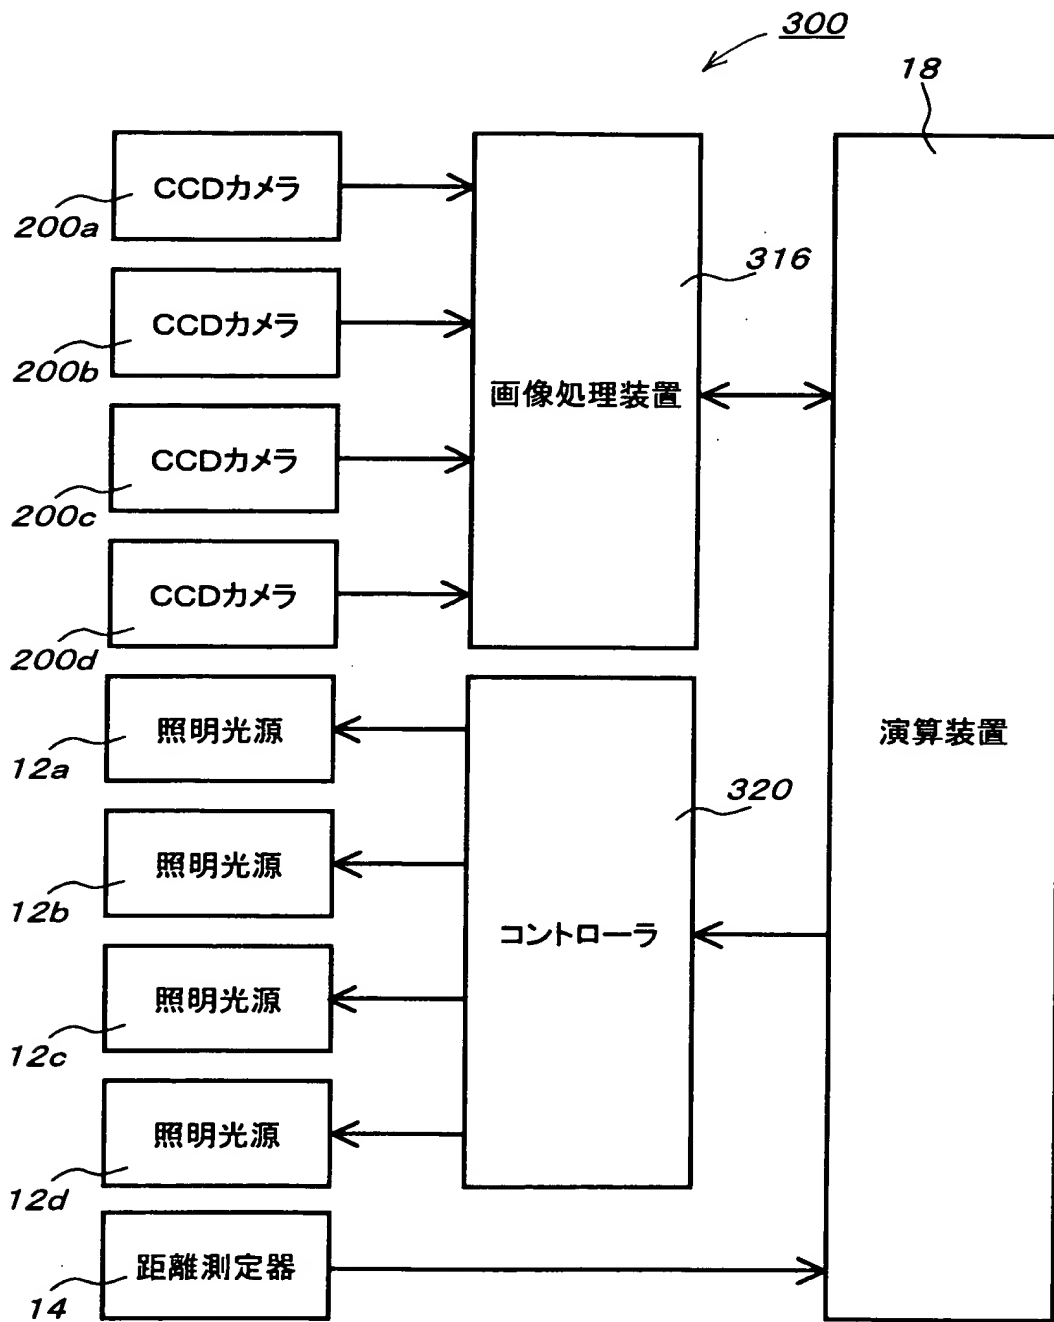 300
18
CCDカメラ
200a
316
CCDカメラ
200b
画像処理装置
CCDカメラ
200c
CCDカメラ
200d
照明光源
12a
演算装置
320
照明光源
12b
コントローラ
照明光源
12c
照明光源
12d
距離測定器
14